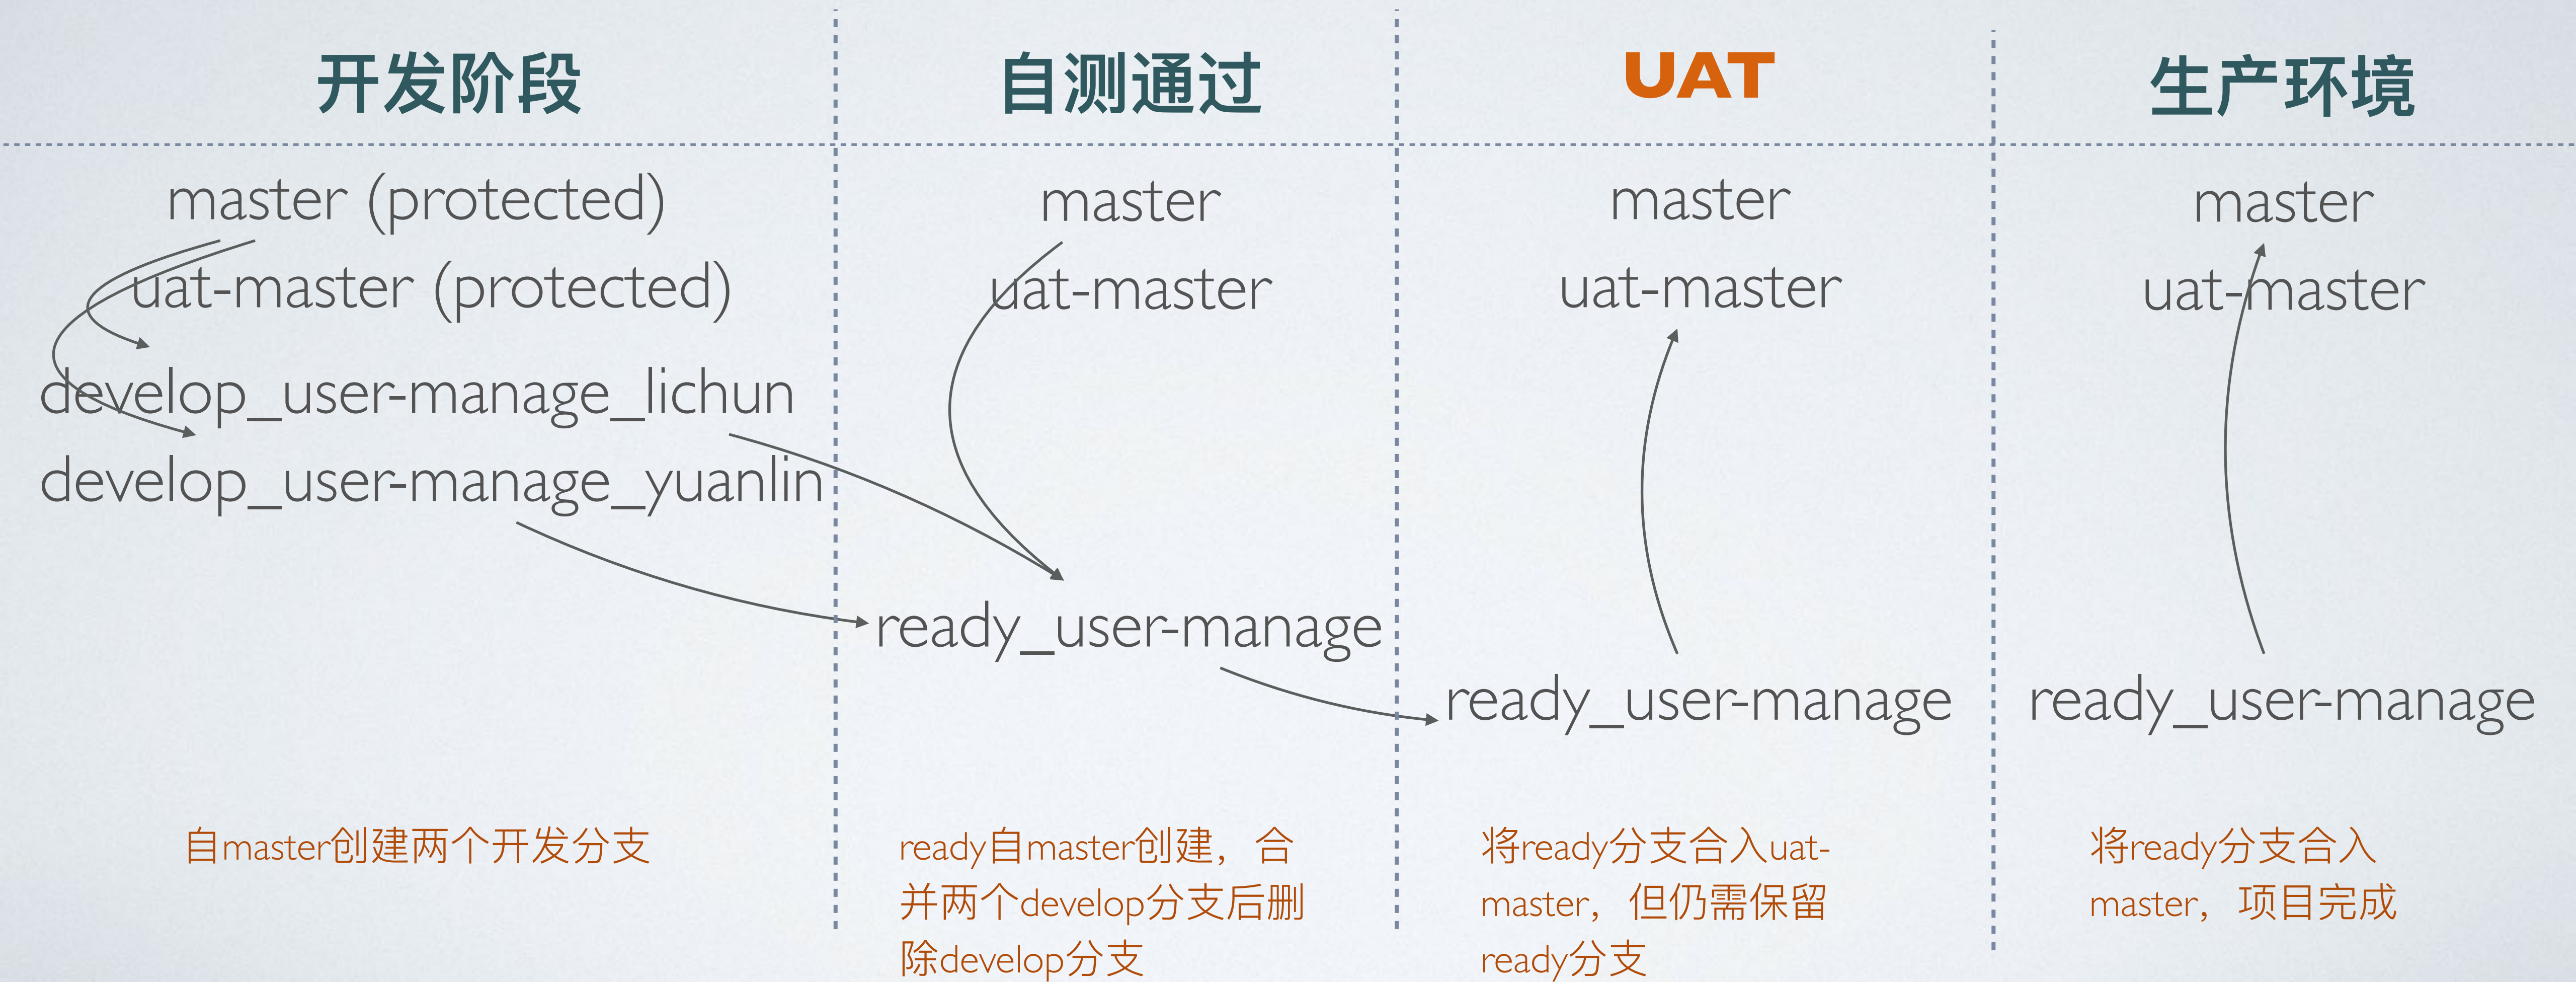 开发阶段
master (protected)
uat-master (protected)
develop_user-manage_lichun
develop_user-manage_yuanlin
自master创建两个开发分支
自测通过
master
uat-master
ready_user-manage
ready自master创建，合
并两个develop分支后删
除develop分支
UAT
master
uat-master
ready_user-manage
将ready分支合入uat-
master，但仍需保留
ready分支
生产环境
master
uat-master
ready_user-manage
将ready分支合入
master，项目完成